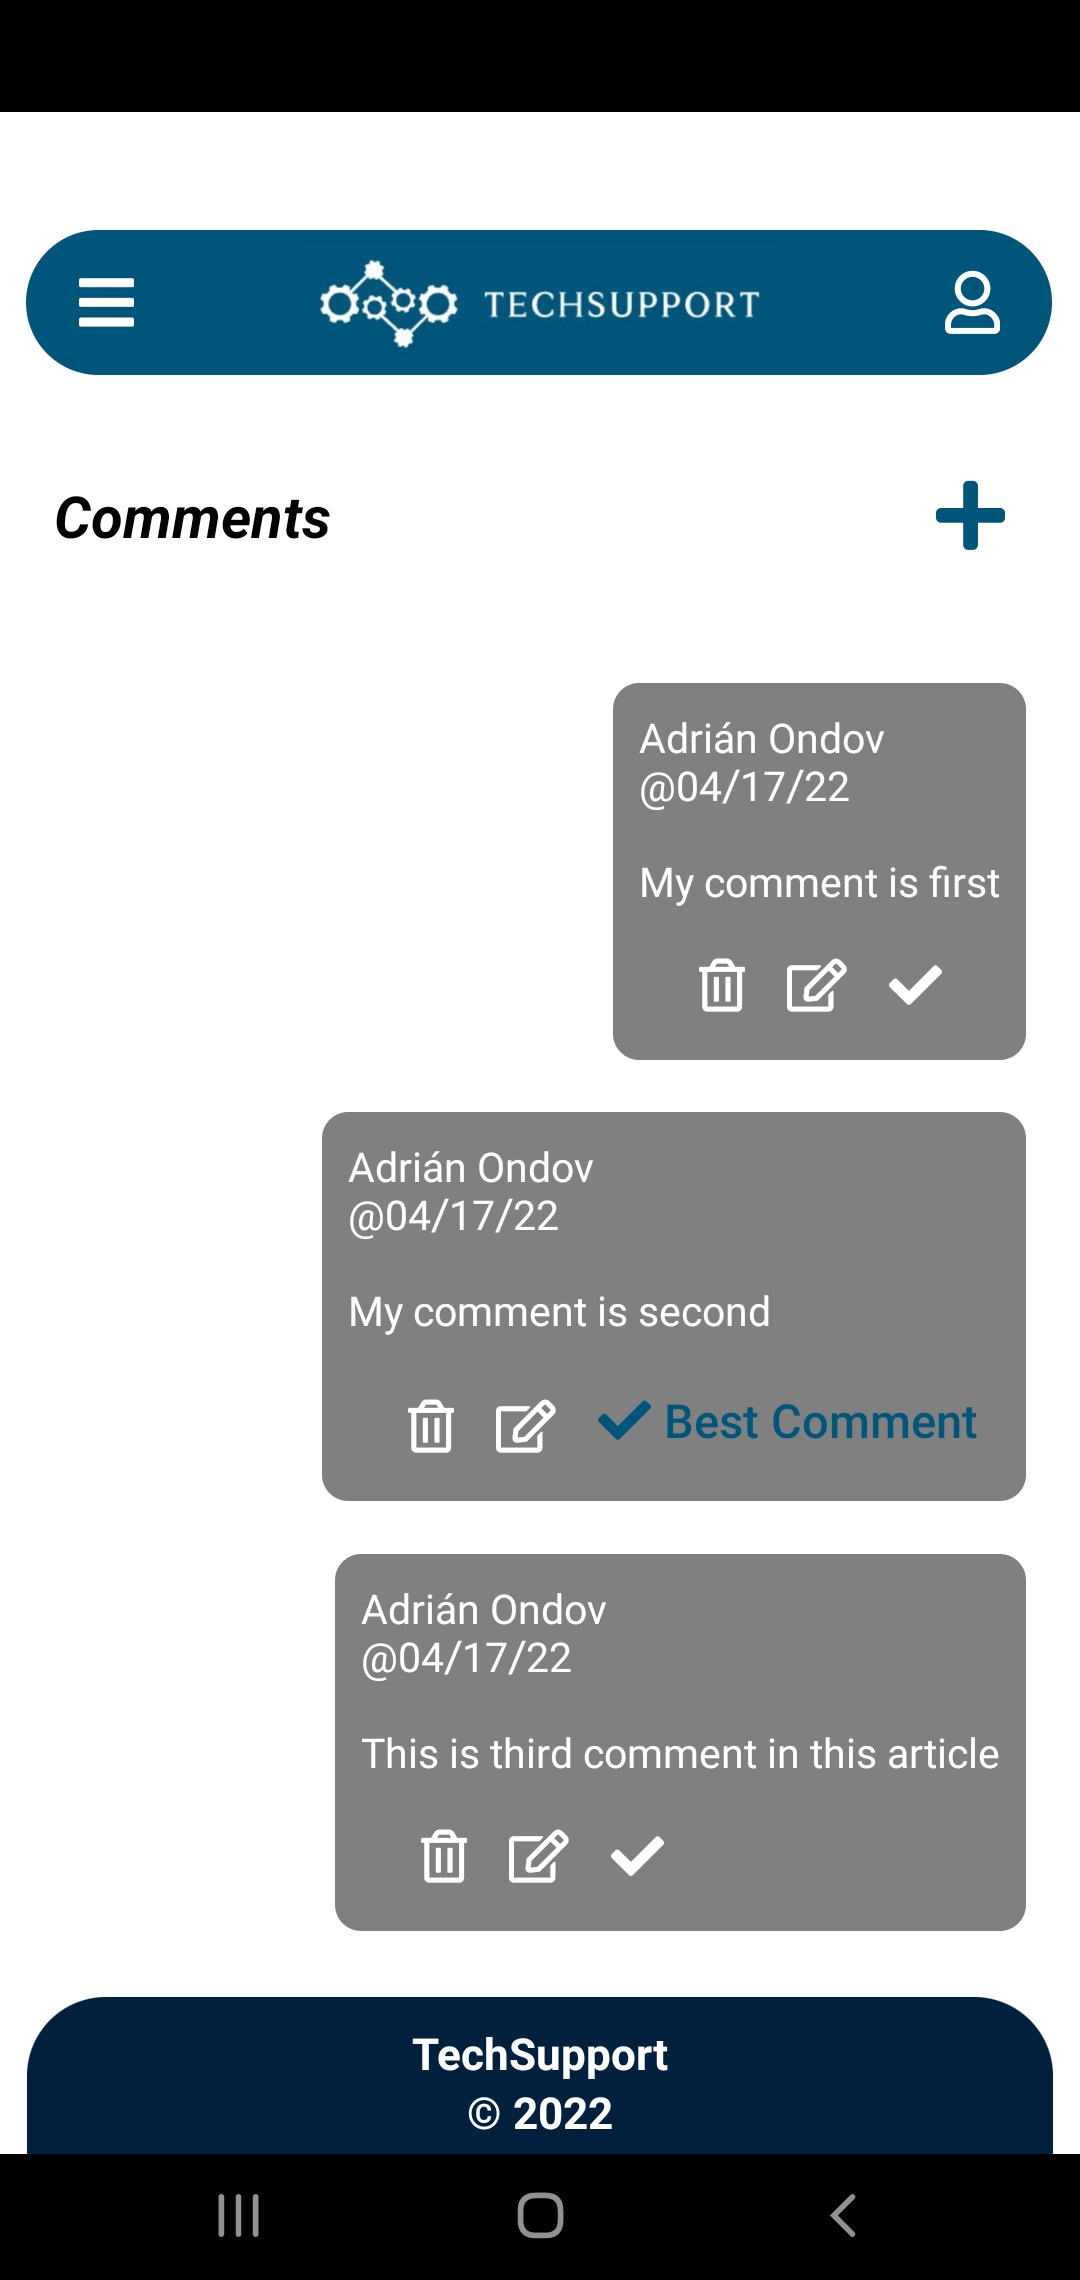 TECHSUPPORT
Comments
Adrián Ondov
@04/17/22
My comment is first
Adrián Ondov
@04/17/22
My comment is second
Best Comment
Adrián Ondov
@04/17/22
This is third comment in this article
TechSupport
© 2022